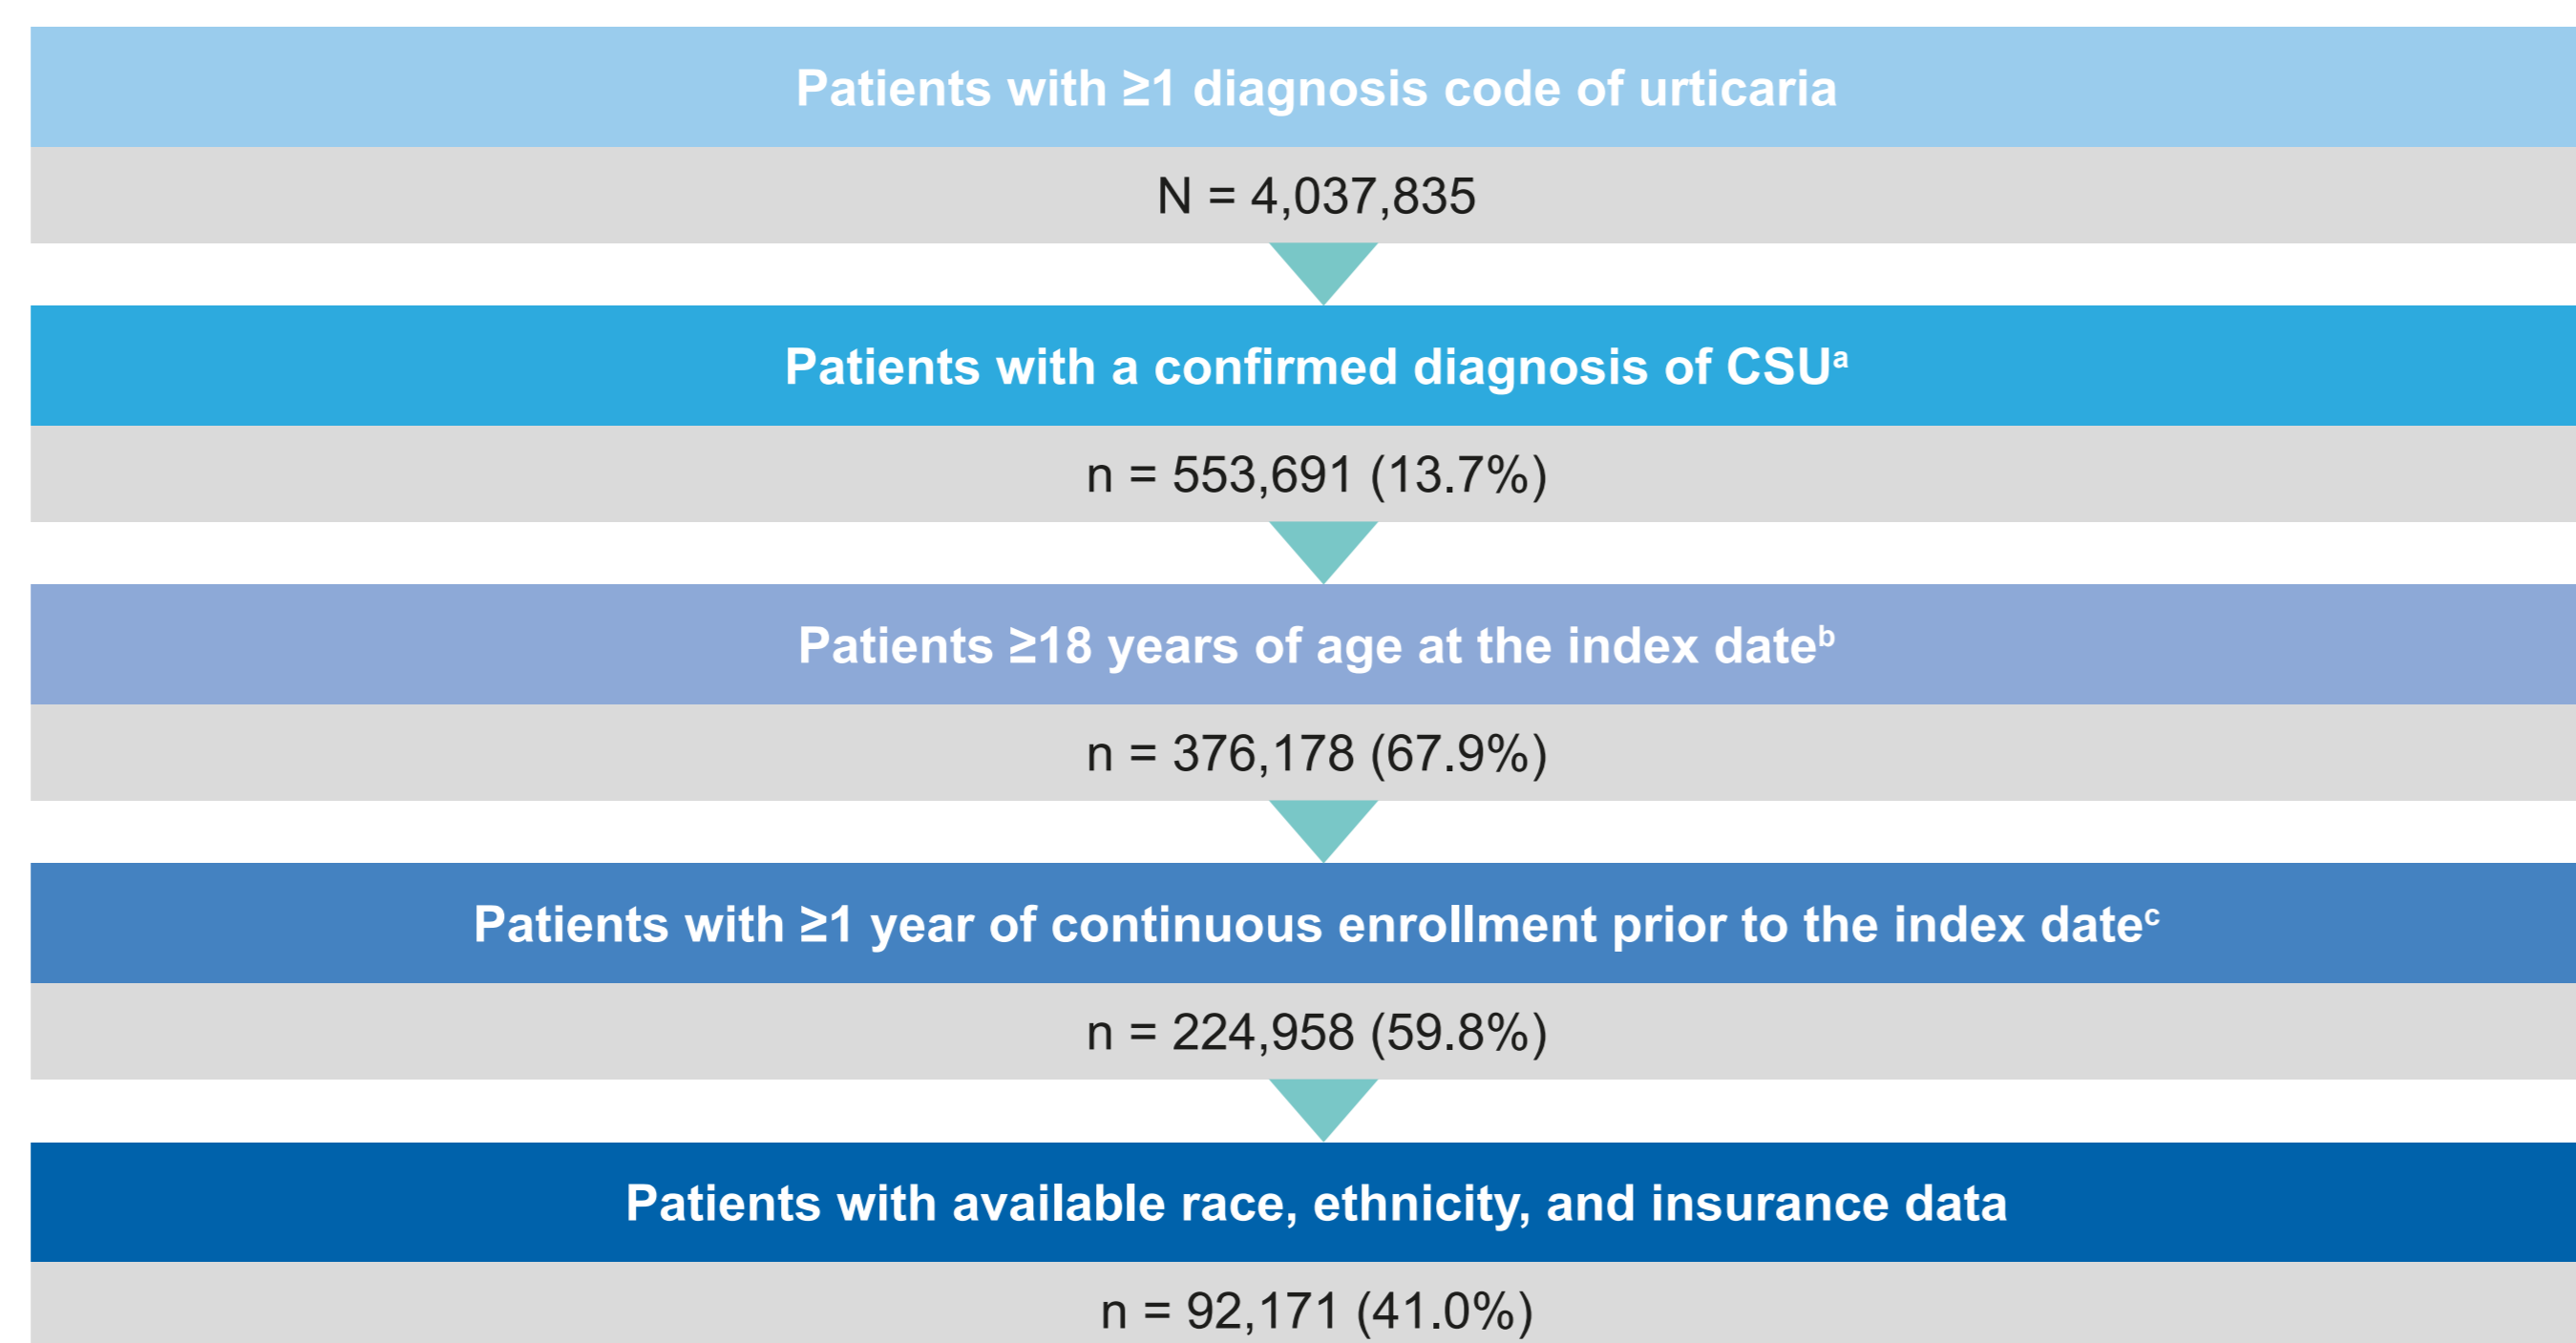 Patients with ≥1 diagnosis code of urticaria
N = 4,037,835
Patients with a confirmed diagnosis of CSUᵃ
n = 553,691 (13.7%)
Patients ≥18 years of age at the index dateᵇ
n = 376,178 (67.9%)
Patients with ≥1 year of continuous enrollment prior to the index dateᶜ
n = 224,958 (59.8%)
Patients with available race, ethnicity, and insurance data
n = 92,171 (41.0%)